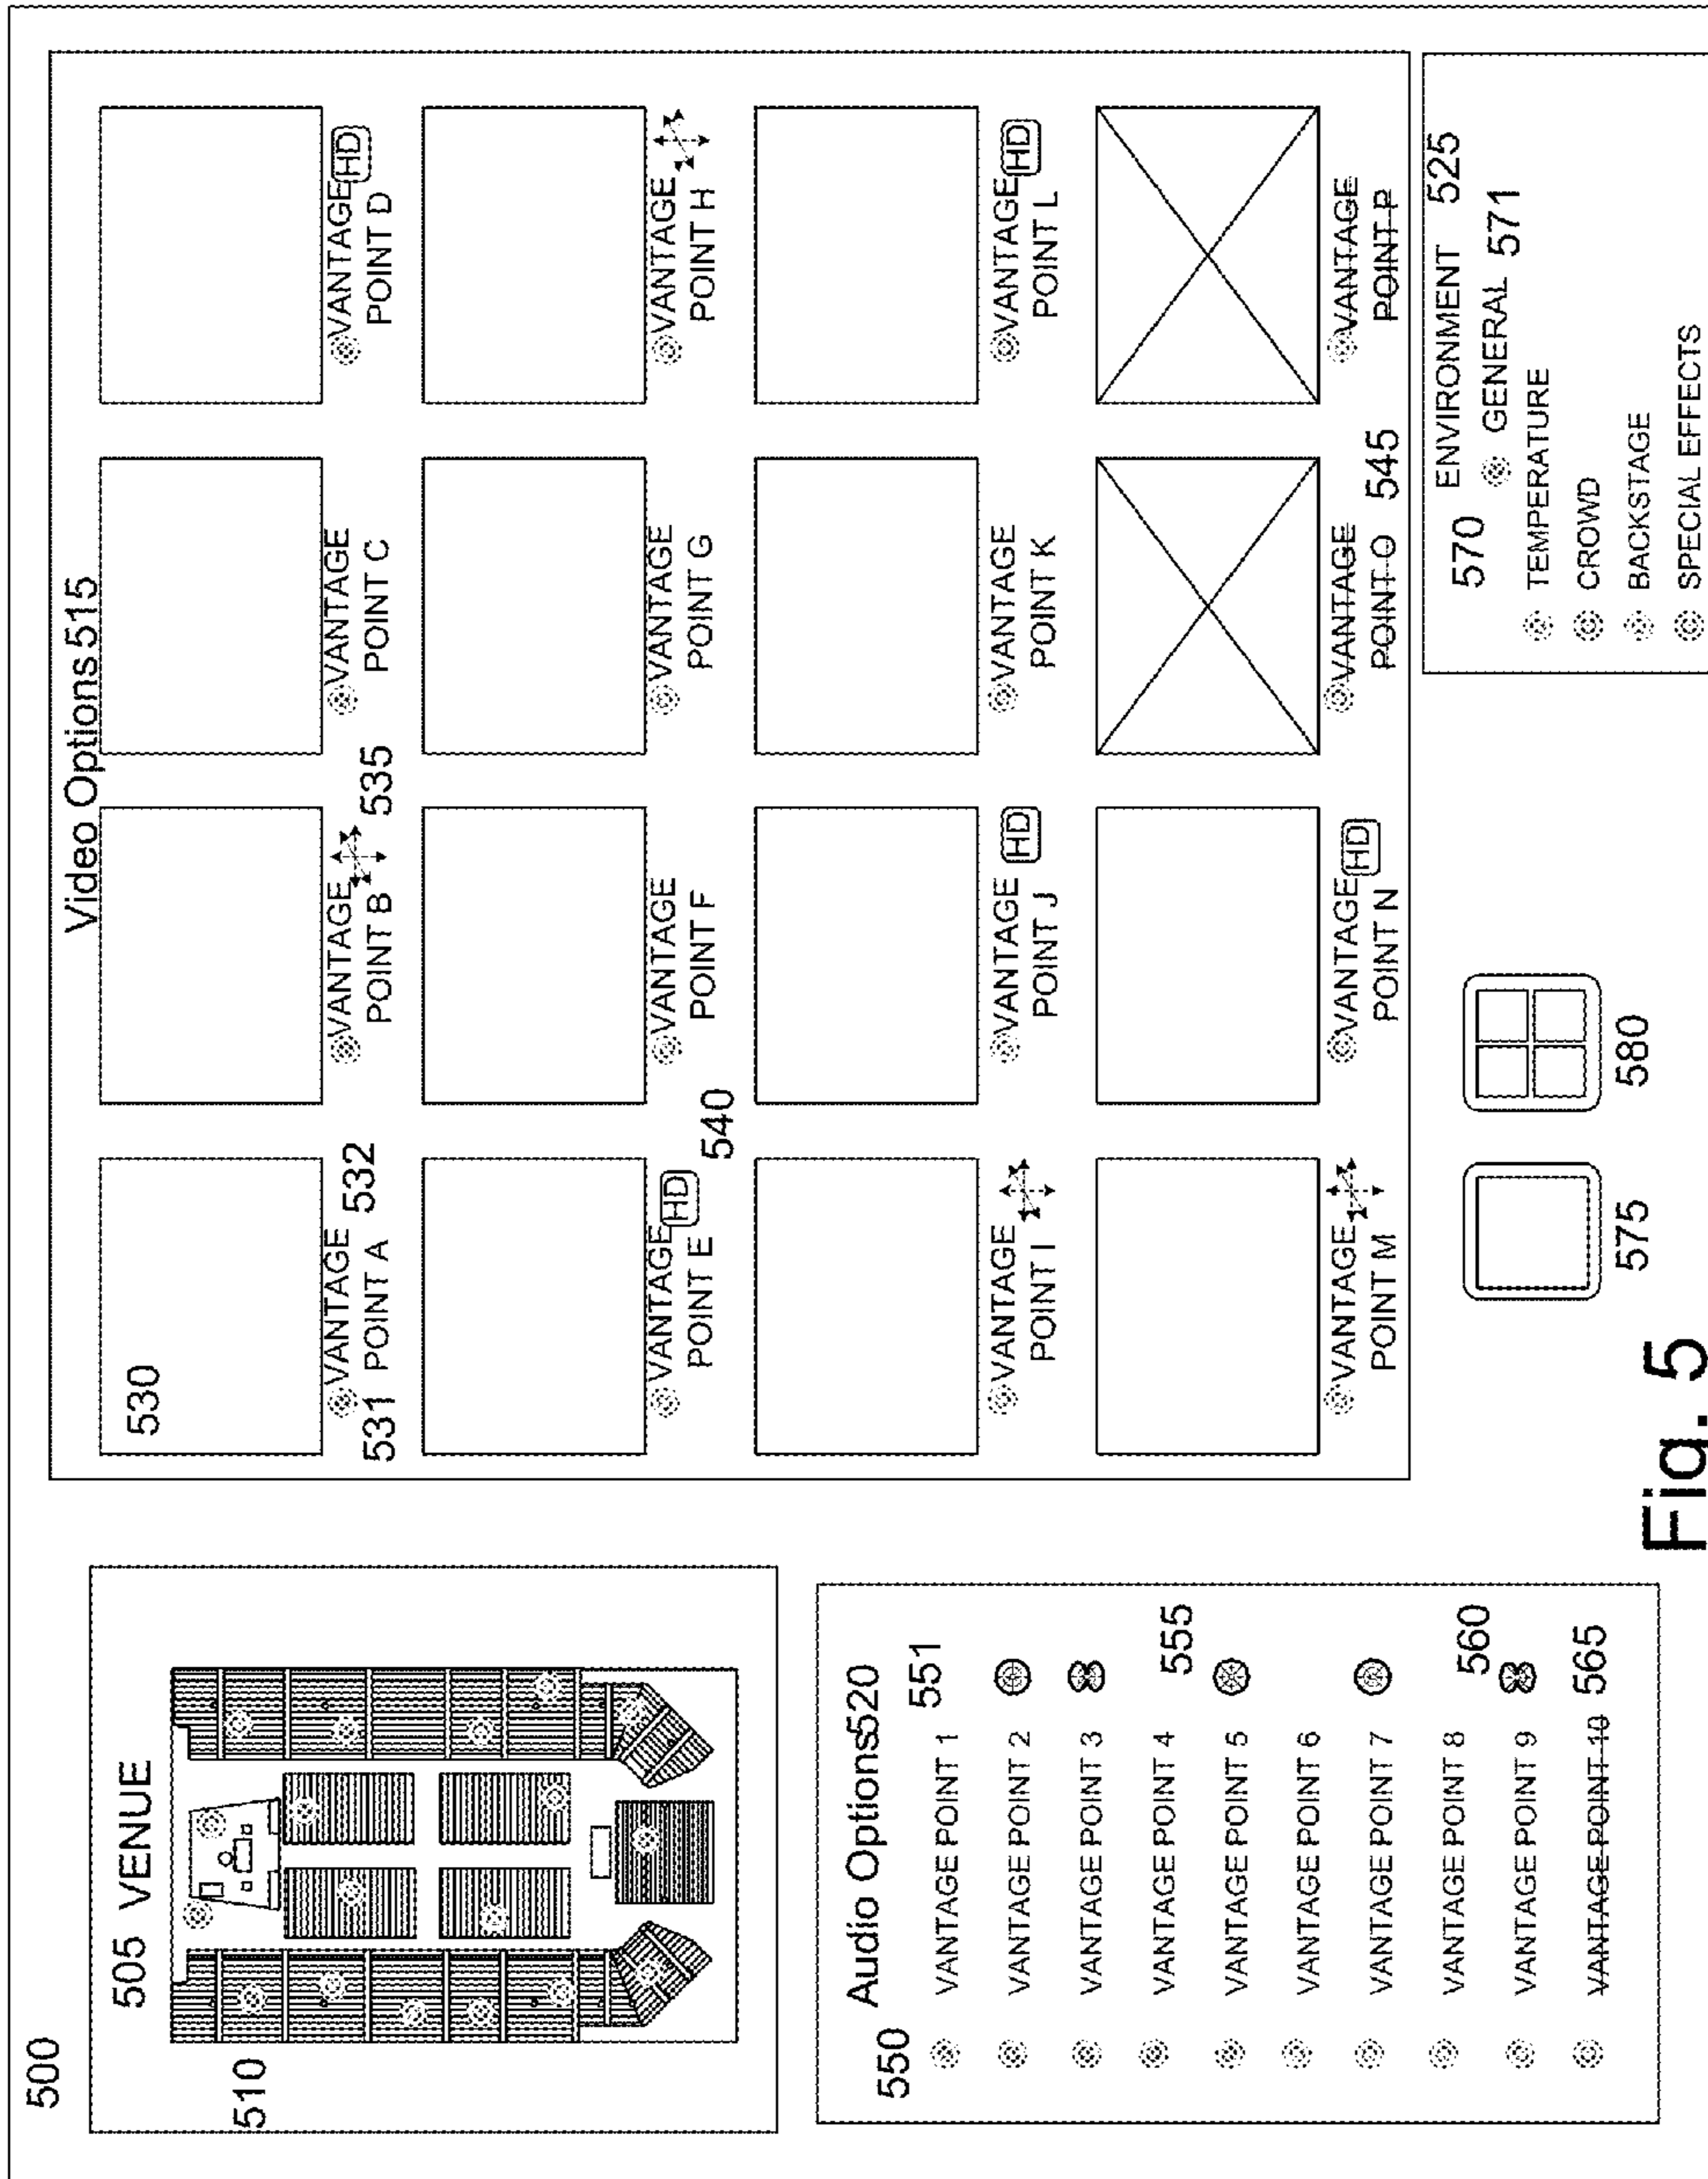 500
505 VENUE
510
Video Options 515
530
VANTAGE POINT A
531
532
VANTAGE POINT B
535
VANTAGE POINT C
VANTAGE POINT D
HD
VANTAGE POINT E
HD
540
VANTAGE POINT F
VANTAGE POINT G
VANTAGE POINT H
VANTAGE POINT I
VANTAGE POINT J
HD
VANTAGE POINT K
VANTAGE POINT L
HD
VANTAGE POINT M
VANTAGE POINT N
HD
VANTAGE POINT O
545
VANTAGE POINT P
550
Audio Options 520
VANTAGE POINT 1
551
VANTAGE POINT 2
VANTAGE POINT 3
VANTAGE POINT 4
555
VANTAGE POINT 5
VANTAGE POINT 6
VANTAGE POINT 7
VANTAGE POINT 8
560
VANTAGE POINT 9
VANTAGE POINT 10
565
575
580
570
ENVIRONMENT 525
GENERAL 571
TEMPERATURE
CROWD
BACKSTAGE
SPECIAL EFFECTS
Fig. 5